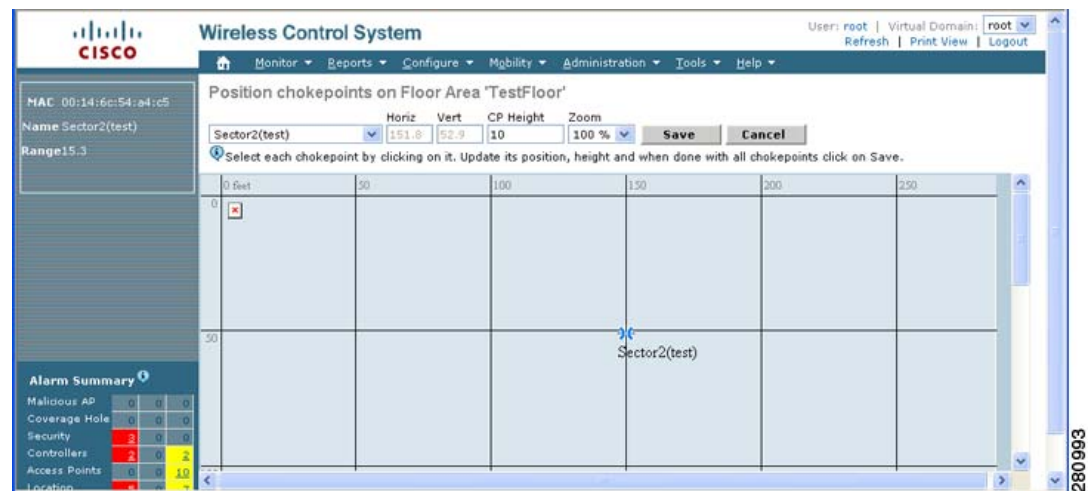 CISCO
Wireless Control System
User: root | Virtual Domain: root
Refresh | Print View | Logout
Monitor Reports Configure Mobility Administration Tools Help
MAC 00:14:6c:54:a4:c5
Name Sector2(test)
Range15.3
Position chokepoints on Floor Area 'TestFloor'
Horiz Vert CP Height Zoom
Sector2(test) 151.8 52.9 10 100 % Save Cancel
Select each chokepoint by clicking on it. Update its position, height and when done with all chokepoints click on Save.
0 feet 50 100 150 200 250
0
50
Sector2(test)
Alarm Summary
Malicious AP 0 0 0
Coverage Hole 0 0 0
Security 0 0
Controllers 2 0 2
Access Points 0 0 10
Location 0
280993